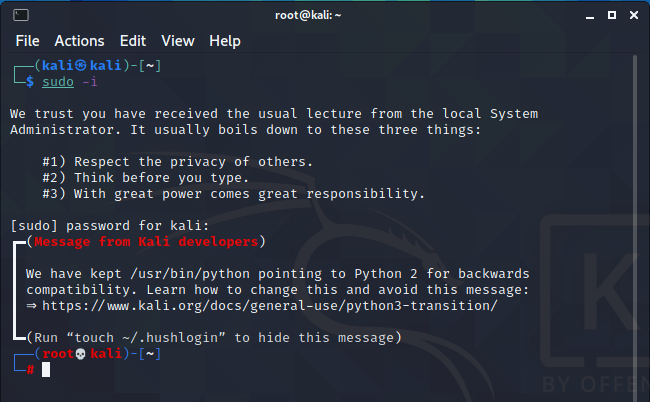 root@kali: ~
File Actions Edit View Help
┌──(kali㉿kali)-[~]
└─$ sudo -i
We trust you have received the usual lecture from the local System
Administrator. It usually boils down to these three things:
#1) Respect the privacy of others.
#2) Think before you type.
#3) With great power comes great responsibility.
[sudo] password for kali:
┏━(Message from Kali developers)
┃ We have kept /usr/bin/python pointing to Python 2 for backwards
┃ compatibility. Learn how to change this and avoid this message:
┃ ⇒ https://www.kali.org/docs/general-use/python3-transition/
┗━(Run “touch ~/.hushlogin” to hide this message)
┌──(root💀kali)-[~]
└─#
K
BY OFFEN